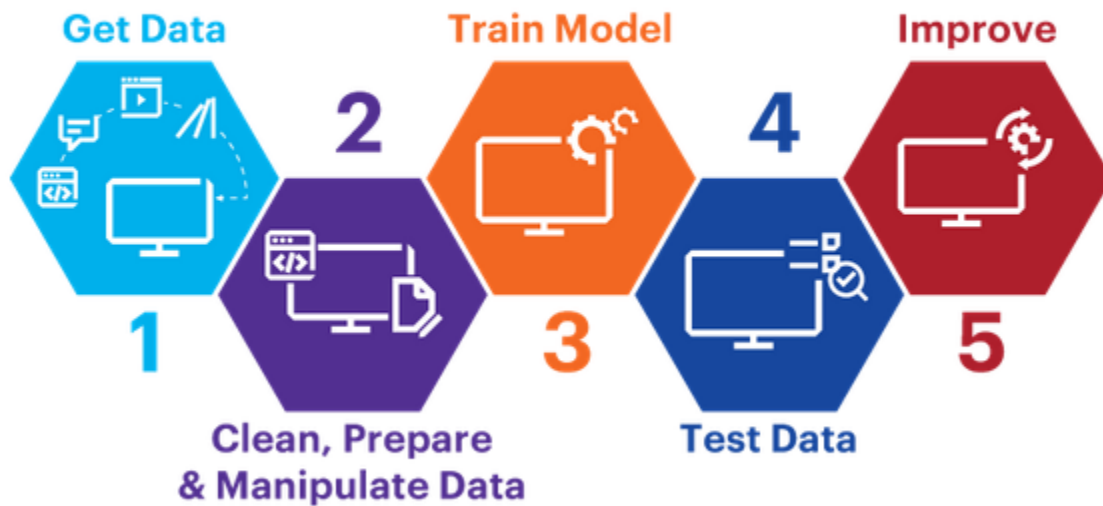 Get Data
1
2
Clean, Prepare
& Manipulate Data
Train Model
3
4
Test Data
Improve
5